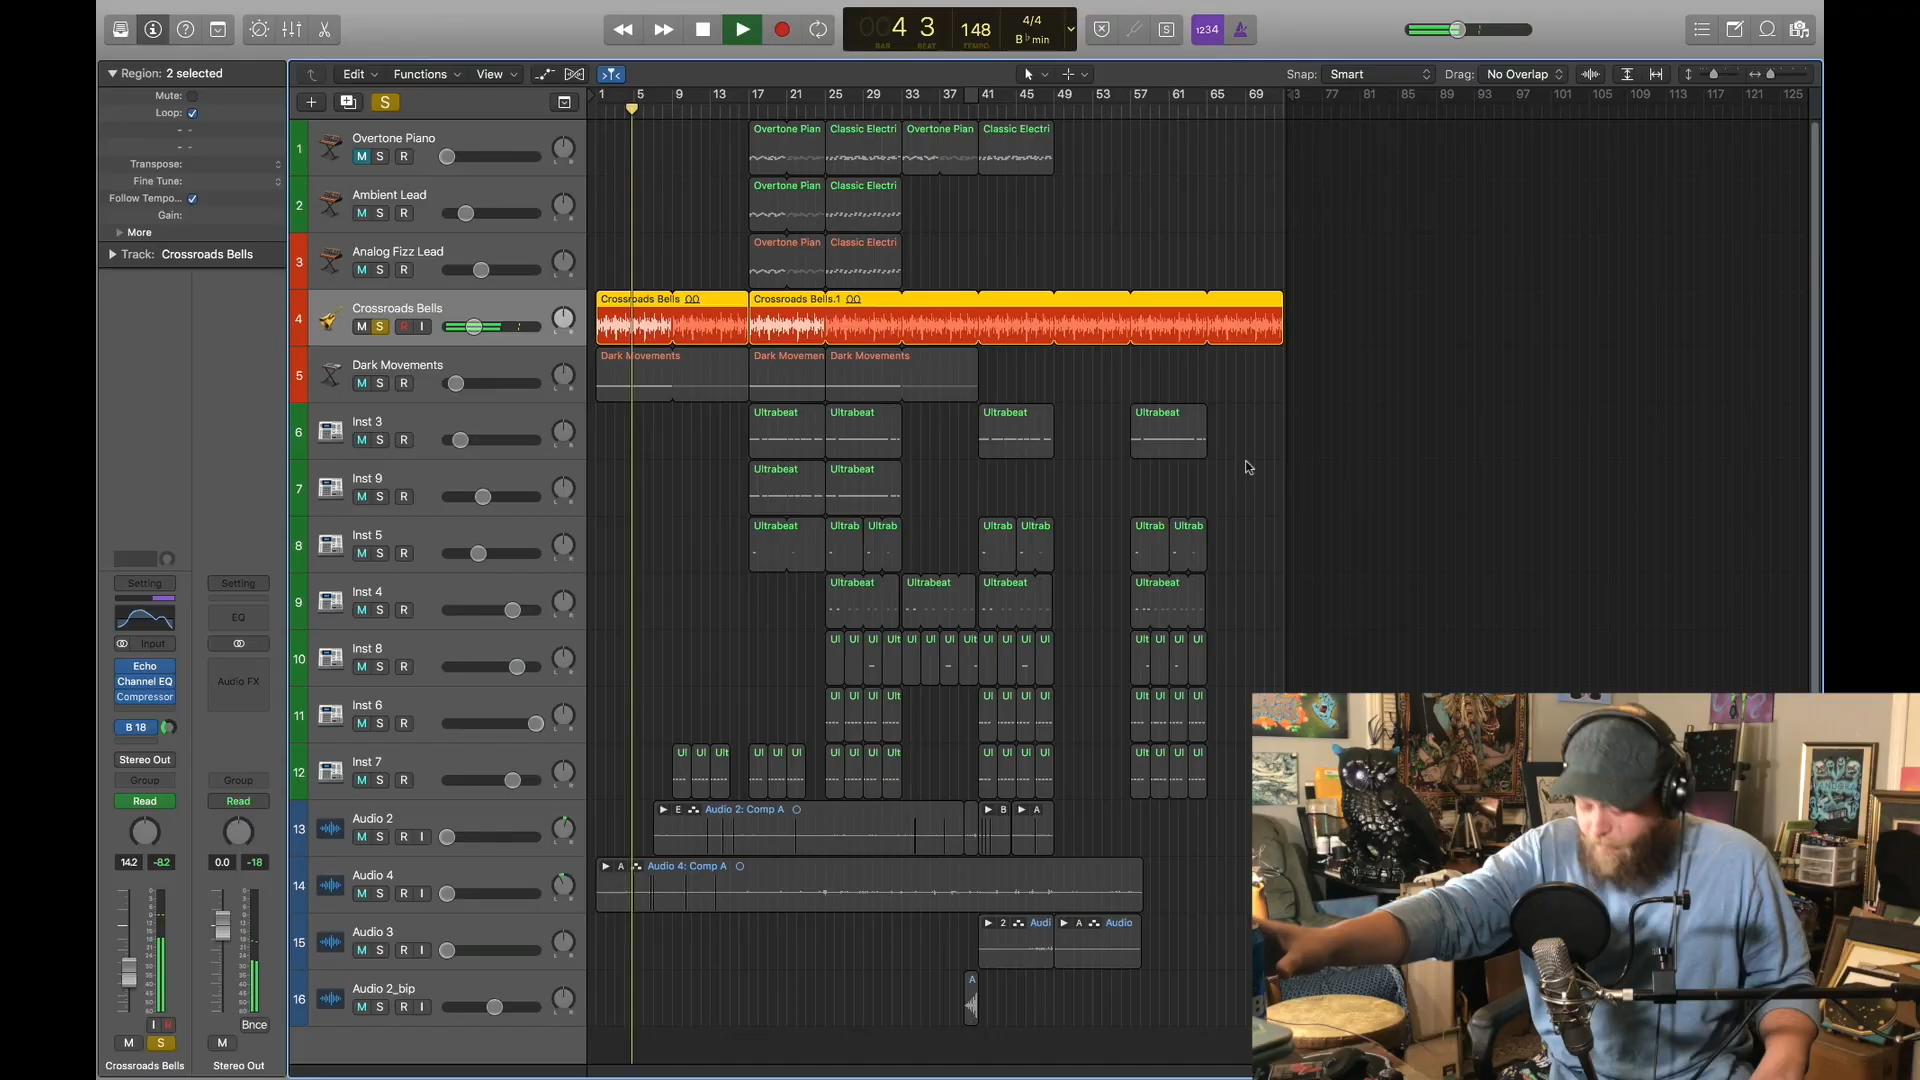 4 3 148 4/4
BAR BEAT TEMPO B♭min
1234
Region: 2 selected
Mute:
Loop:
Transpose:
Fine Tune:
Follow Tempo...
Gain:
More
Track: Crossroads Bells
Edit Functions View Snap: Smart Drag: No Overlap
S
1 5 9 13 17 21 25 29 33 37 41 45 49 53 57 61 65 69 77 81 85 89 93 97 101 105 109 113 117 121 125
1 Overtone Piano
M S R
Overtone Pian Classic Electri Overtone Pian Classic Electri
2 Ambient Lead
M S R
Overtone Pian Classic Electri
3 Analog Fizz Lead
M S R
Overtone Pian Classic Electri
4 Crossroads Bells
M S R I
Crossroads Bells Crossroads Bells.1
5 Dark Movements
M S R
Dark Movements Dark Movemen Dark Movements
6 Inst 3
M S R
Ultrabeat Ultrabeat Ultrabeat Ultrabeat
7 Inst 9
M S R
Ultrabeat Ultrabeat
8 Inst 5
M S R
Ultrabeat Ultrab Ultrab Ultrab Ultrab Ultrab Ultrab
9 Inst 4
M S R
Ultrabeat Ultrabeat Ultrabeat Ultrabeat
10 Inst 8
M S R
Ul Ul Ul Ult Ul Ul Ul Ult Ul Ul Ul Ul Ult Ul Ul Ul
11 Inst 6
M S R
Ul Ul Ul Ult Ul Ul Ul Ul Ult Ul Ul Ul
12 Inst 7
M S R
Ul Ul Ult Ul Ul Ul Ul Ul Ul Ult Ul Ul Ul Ul Ult Ul Ul Ul
13 Audio 2
M S R I
E Audio 2: Comp A B A
14 Audio 4
M S R I
A Audio 4: Comp A
15 Audio 3
M S R I
2 Audi A Audio
16 Audio 2_bip
M S R I
A
Setting Setting
EQ
Input
Echo
Channel EQ Audio FX
Compressor
B 18
Stereo Out
Group Group
Read Read
14.2 -8.2 0.0 -18
I R Bnce
M S M
Crossroads Bells Stereo Out